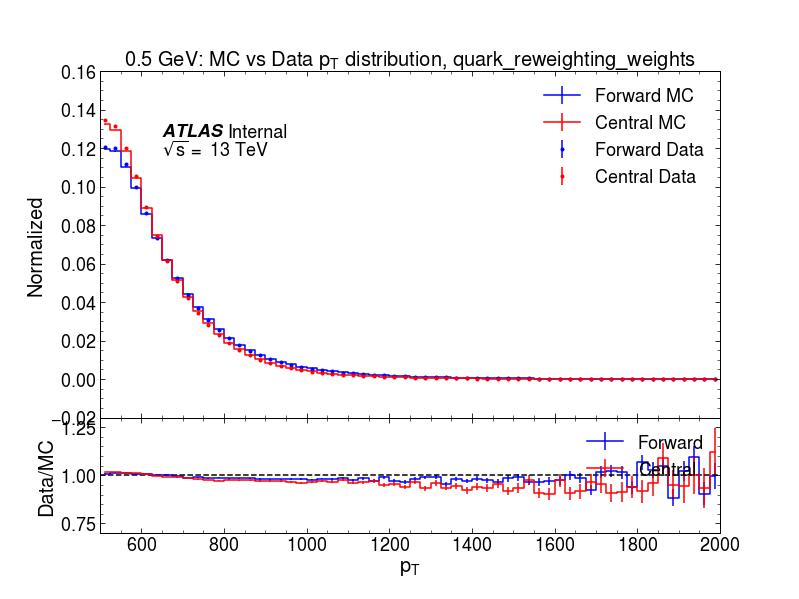 0.5 GeV: MC vs Data pT distribution, quark_reweighting_weights
0.16
0.14
0.12
0.10
0.08
0.06
0.04
0.02
0.00
−0.02
Normalized
ATLAS Internal
√s = 13 TeV
Forward MC
Central MC
Forward Data
Central Data
1.25
1.00
0.75
Data/MC
Forward
Central
600 800 1000 1200 1400 1600 1800 2000
pT